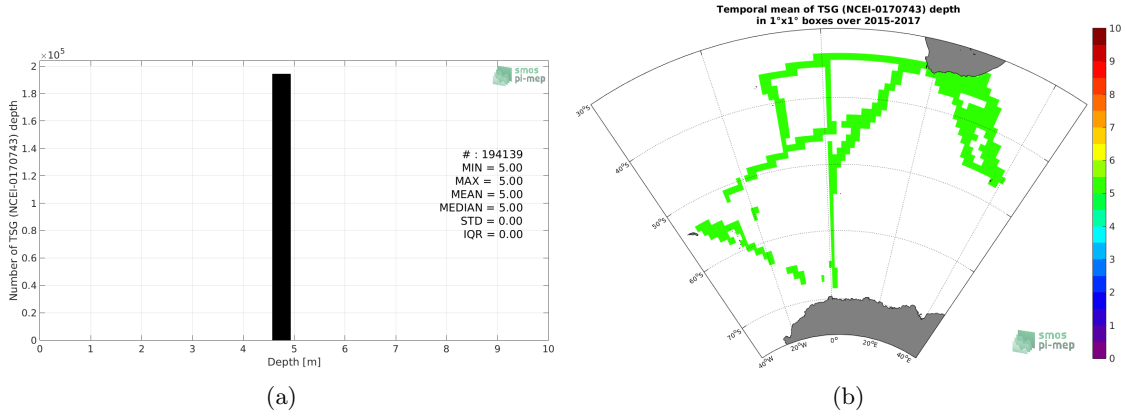 ×10⁵
2
1.8
1.6
1.4
1.2
1
0.8
0.6
0.4
0.2
0
Number of TSG (NCEI-0170743) depth
smos
pi-mep
# : 194139
MIN = 5.00
MAX = 5.00
MEAN = 5.00
MEDIAN = 5.00
STD = 0.00
IQR = 0.00
0 1 2 3 4 5 6 7 8 9 10
Depth [m]
(a)
Temporal mean of TSG (NCEI-0170743) depth
in 1°x1° boxes over 2015-2017
30°S
40°S
50°S
60°S
70°S
40°W
20°W
0°
20°E
40°E
smos
pi-mep
10
9
8
7
6
5
4
3
2
1
0
(b)